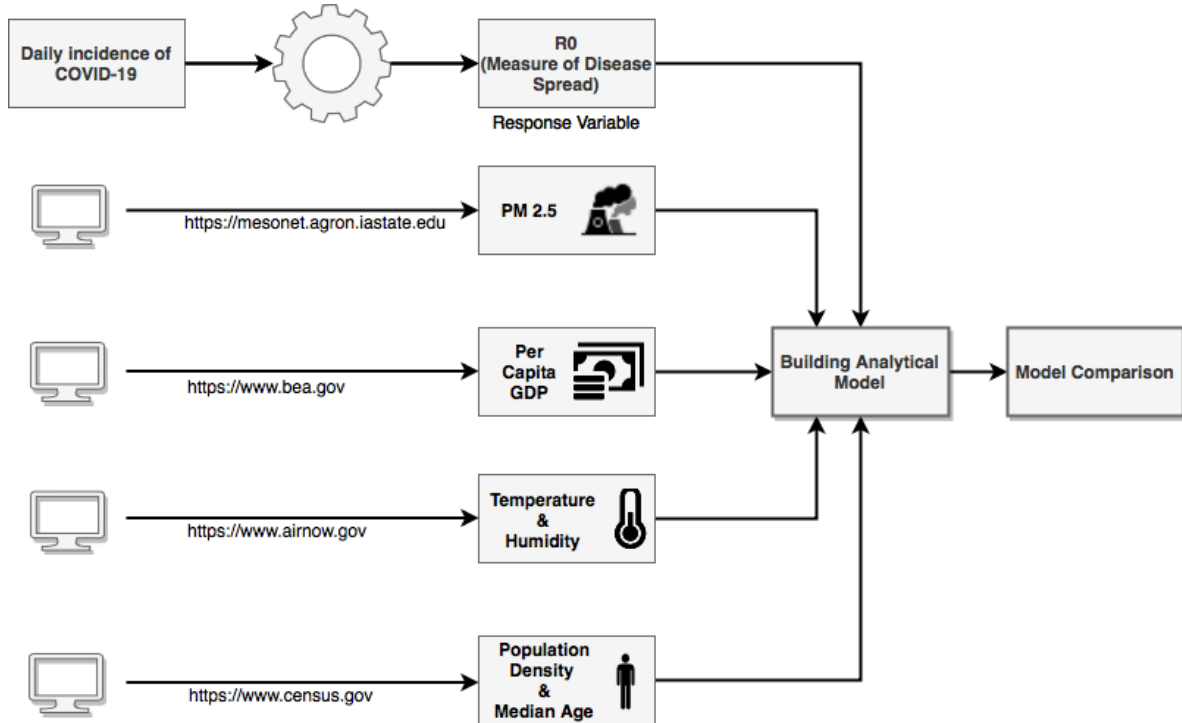 Daily incidence of
COVID-19
R0
(Measure of Disease
Spread)
Response Variable
https://mesonet.agron.iastate.edu
PM 2.5
https://www.bea.gov
Per
Capita
GDP
Building Analytical
Model
Model Comparison
https://www.airnow.gov
Temperature
&
Humidity
https://www.census.gov
Population
Density
&
Median Age